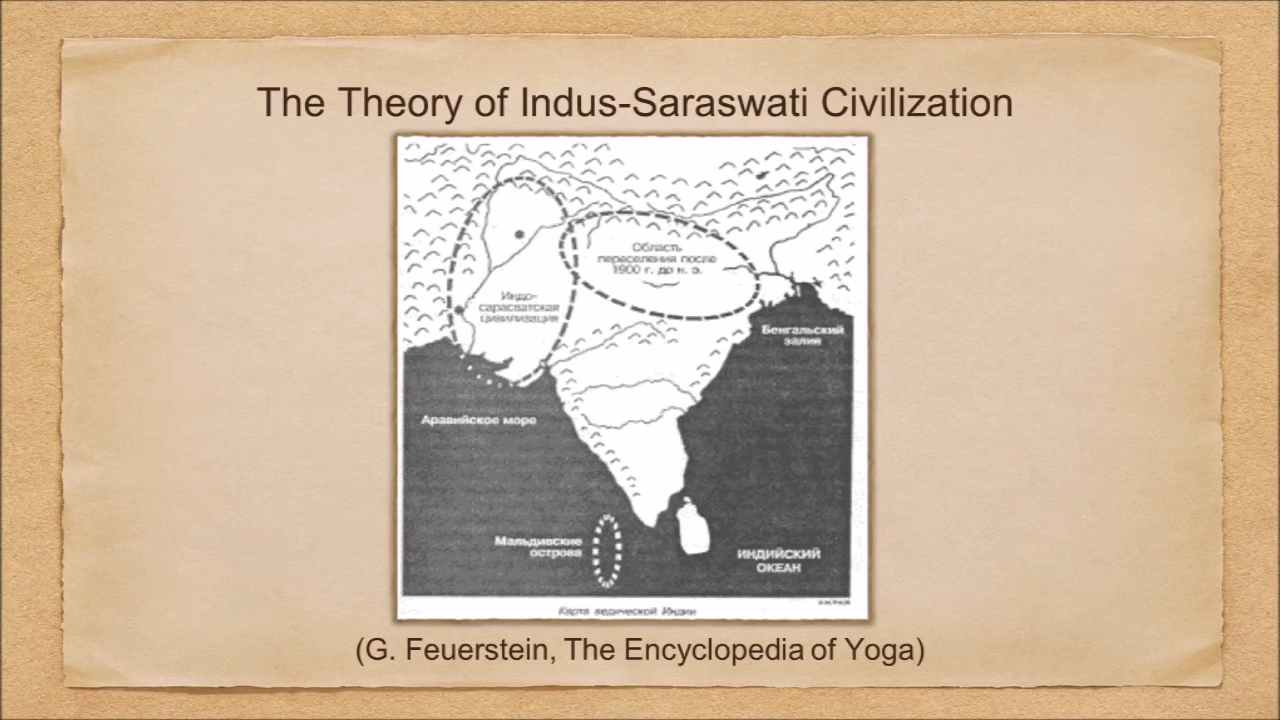 The Theory of Indus-Saraswati Civilization
Область
переселения после
1900 г. до н. э.
Индо-
сарасватская
цивилизация
Бенгальский
залив
Аравийское море
Мальдивские
острова
ИНДИЙСКИЙ
ОКЕАН
Карта ведической Индии
(G. Feuerstein, The Encyclopedia of Yoga)